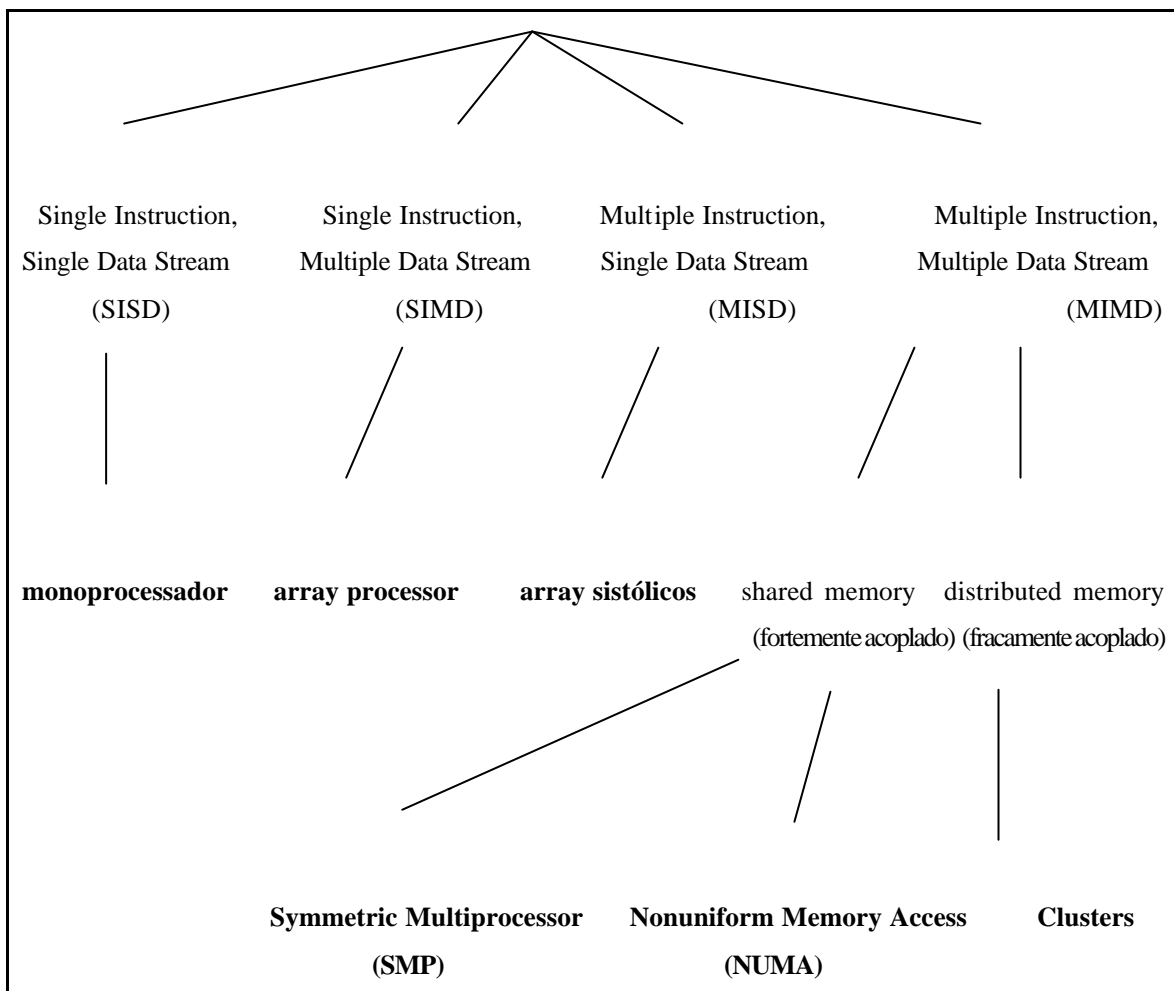 Single Instruction, Single Instruction, Multiple Instruction, Multiple Instruction,
Single Data Stream Multiple Data Stream Single Data Stream Multiple Data Stream
(SISD) (SIMD) (MISD) (MIMD)
monoprocessador array processor array sistólicos shared memory distributed memory
(fortemente acoplado) (fracamente acoplado)
Symmetric Multiprocessor Nonuniform Memory Access Clusters
(SMP) (NUMA)